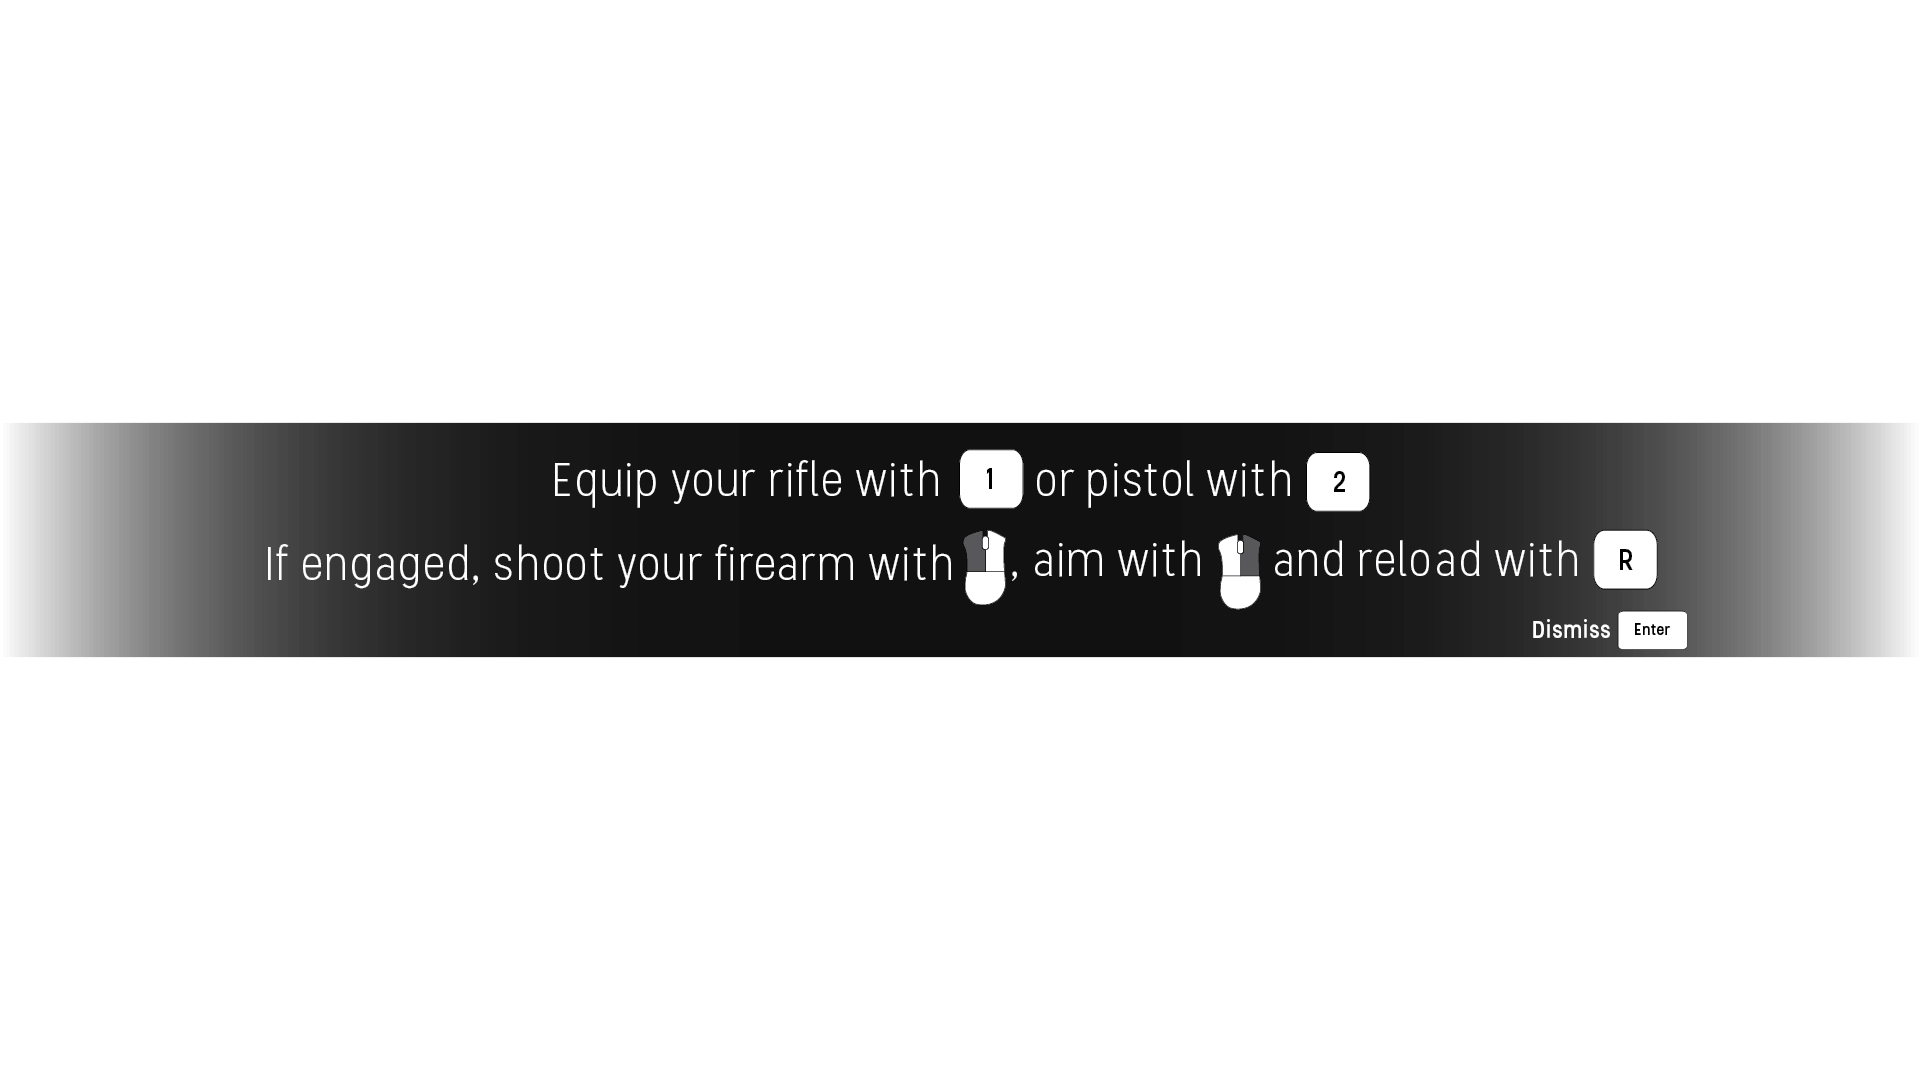 Equip your rifle with 1 or pistol with 2
If engaged, shoot your firearm with , aim with and reload with R
Dismiss Enter